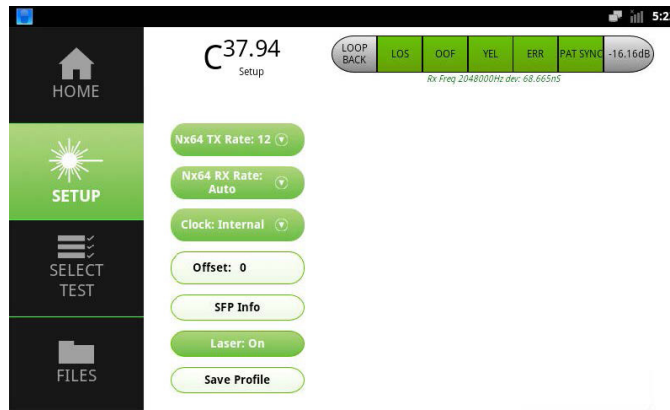 5:2
HOME
SETUP
SELECT
TEST
FILES
C37.94
Setup
LOOP
BACK
LOS
OOF
YEL
ERR
PAT SYNC
-16.16dB
Rx Freq 2048000Hz dev: 68.665nS
Nx64 TX Rate: 12
Nx64 RX Rate:
Auto
Clock: Internal
Offset: 0
SFP Info
Laser: On
Save Profile